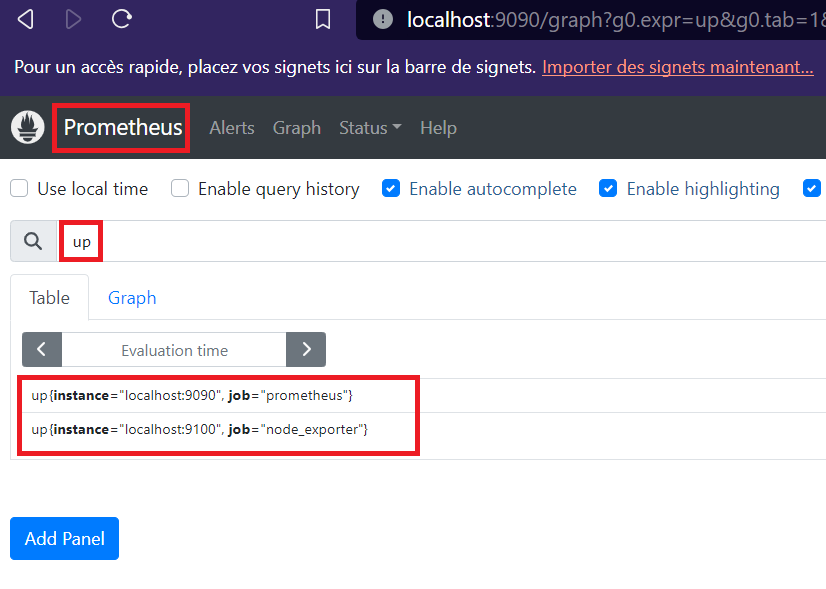 localhost:9090/graph?g0.expr=up&g0.tab=1&
Pour un accès rapide, placez vos signets ici sur la barre de signets. Importer des signets maintenant...
Prometheus Alerts Graph Status Help
Use local time Enable query history Enable autocomplete Enable highlighting
up
Table Graph
Evaluation time
up{instance="localhost:9090", job="prometheus"}
up{instance="localhost:9100", job="node_exporter"}
Add Panel